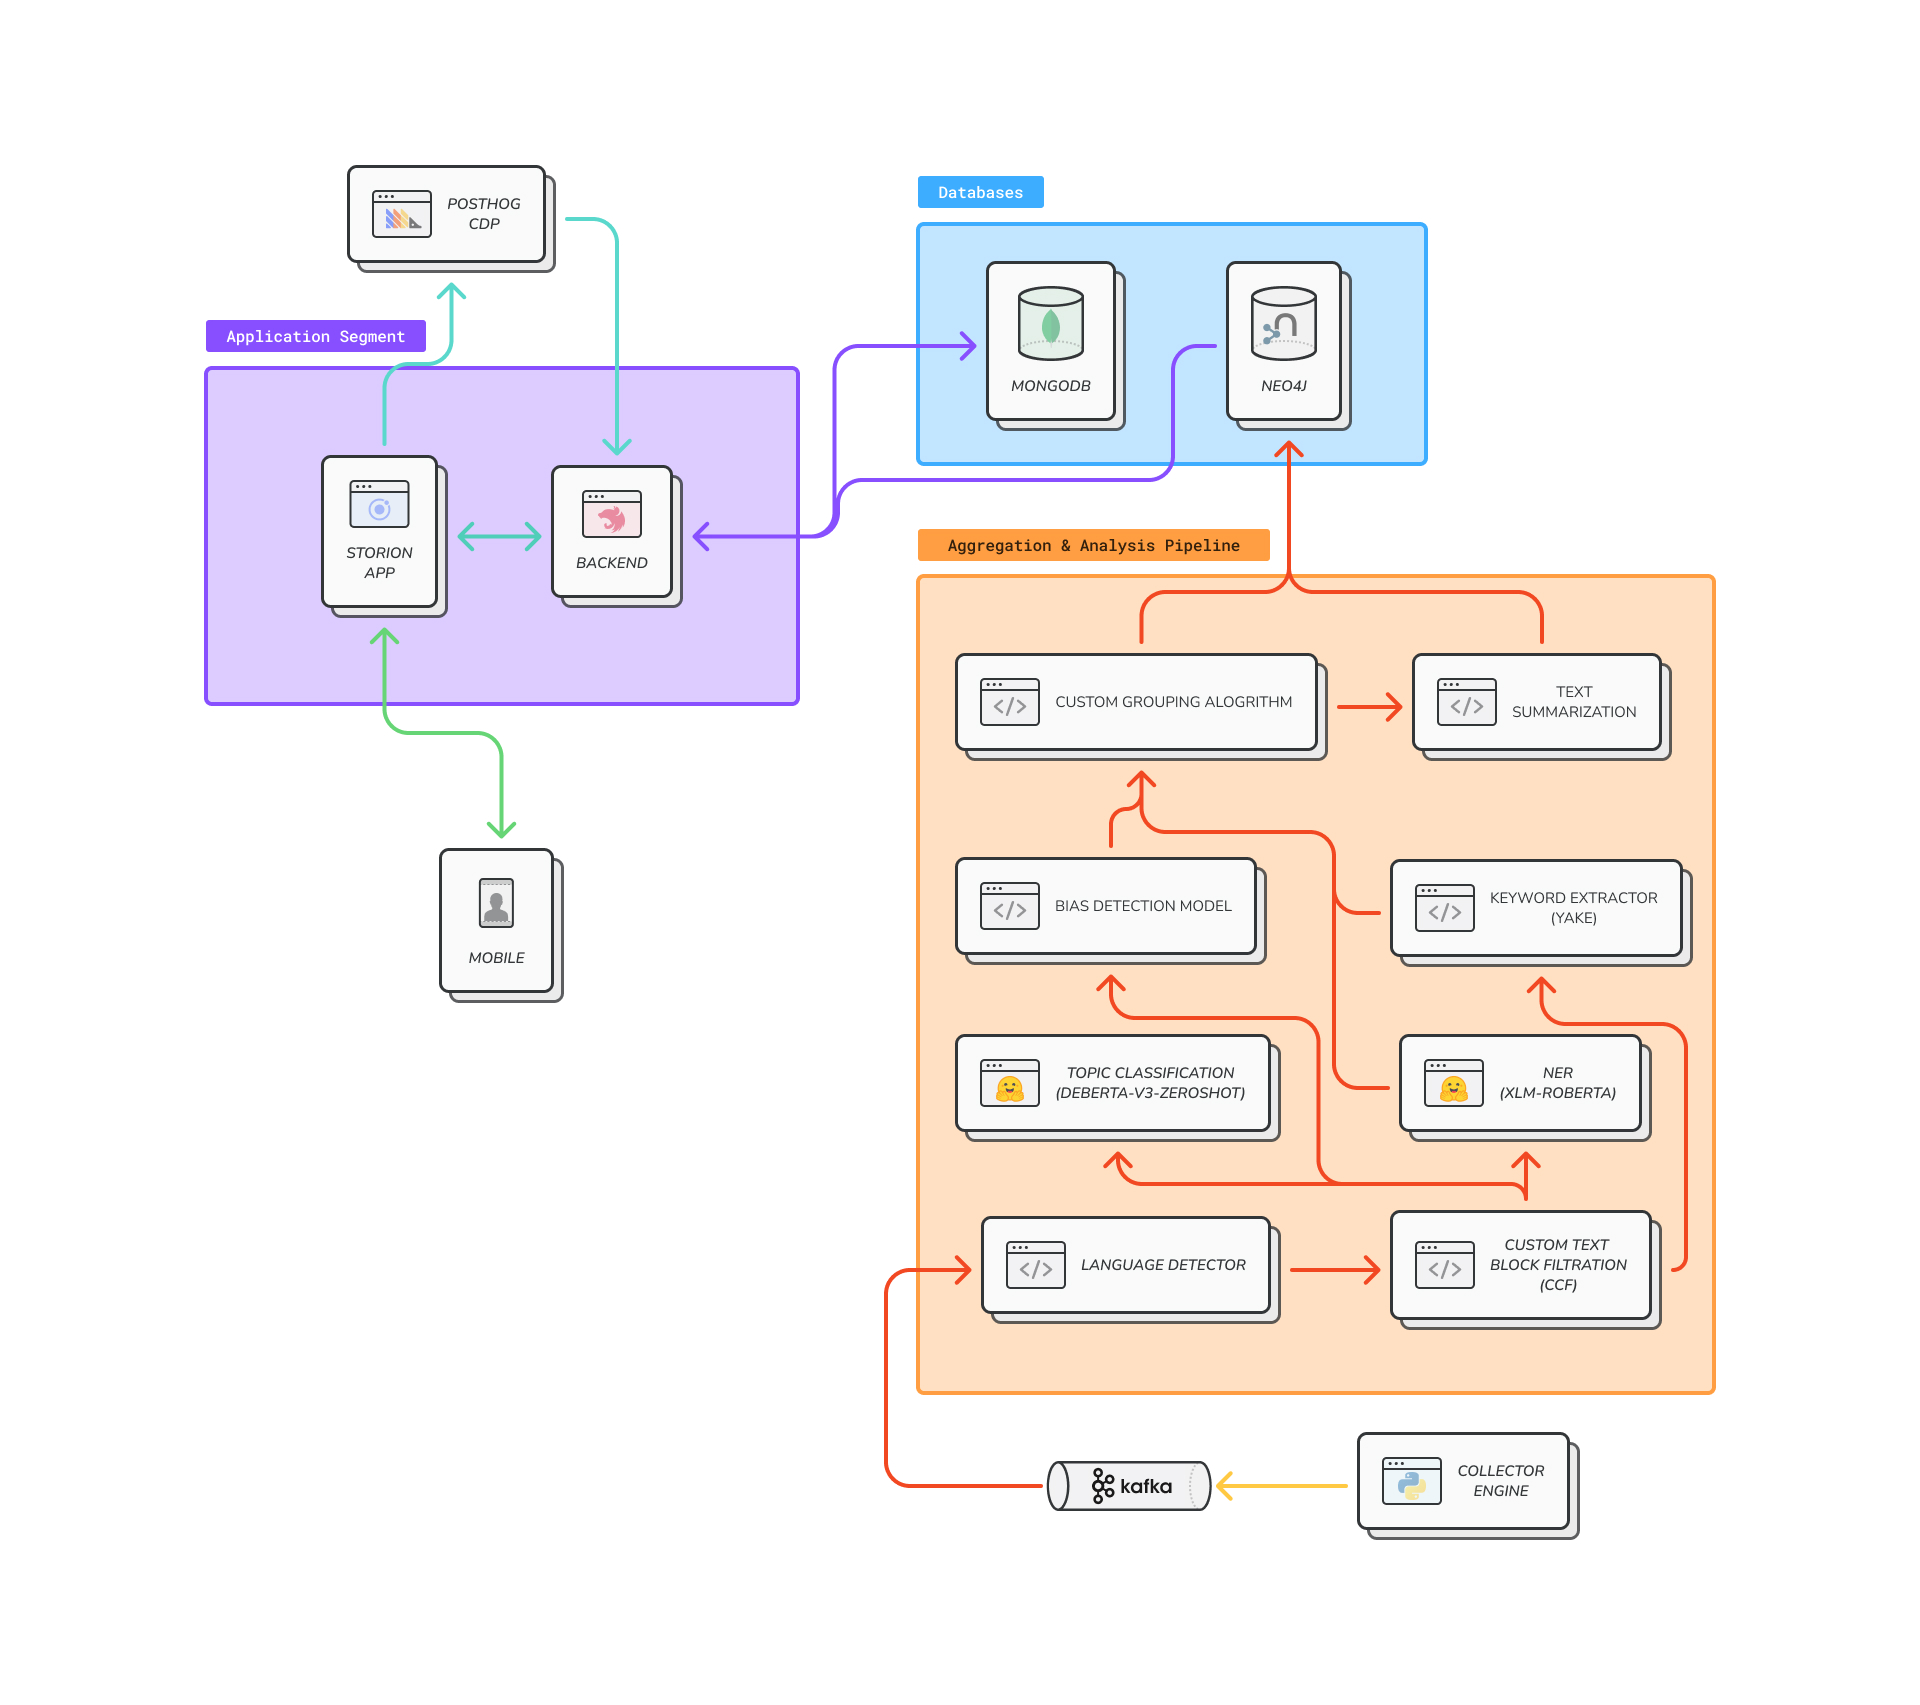 POSTHOG
CDP
Application Segment
STORION
APP
BACKEND
MOBILE
Databases
MONGODB
NEO4J
Aggregation & Analysis Pipeline
CUSTOM GROUPING ALOGRITHM
TEXT
SUMMARIZATION
BIAS DETECTION MODEL
KEYWORD EXTRACTOR
(YAKE)
TOPIC CLASSIFICATION
(DEBERTA-V3-ZEROSHOT)
NER
(XLM-ROBERTA)
LANGUAGE DETECTOR
CUSTOM TEXT
BLOCK FILTRATION
(CCF)
kafka
COLLECTOR
ENGINE